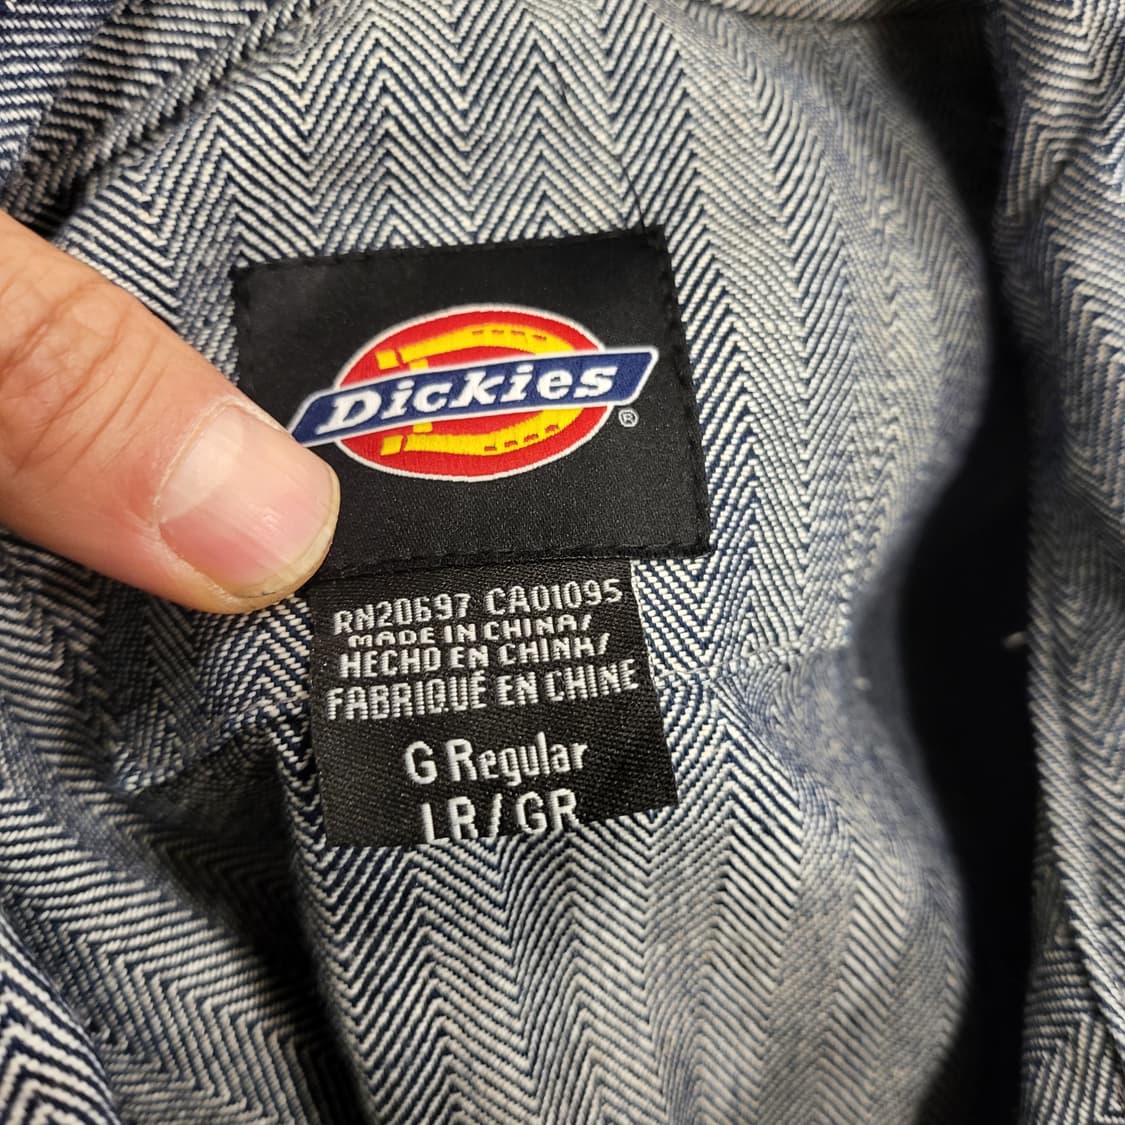 Dickies®
RN20697 CA01095
MADE IN CHINA/
HECHO EN CHINA/
FABRIQUÉ EN CHINE
G Regular
LR/GR